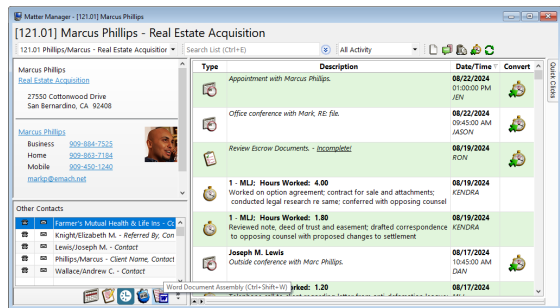 Matter Manager - [121.01] Marcus Phillips
[121.01] Marcus Phillips - Real Estate Acquisition
121.01 Phillips/Marcus - Real Estate Acquisitior
Search List (Ctrl+E)
All Activity
Marcus Phillips
Real Estate Acquisition
27550 Cottonwood Drive
San Bernardino, CA 92408
Marcus Phillips
Business 909-884-7525
Home 909-863-7184
Mobile 909-450-1240
markp@emach.net
Other Contacts
Farmer's Mutual Health & Life Ins - Co
Knight/Elizabeth M. - Referred By, Con
Lewis/Joseph M. - Contact
Phillips/Marcus - Client Name, Contact
Wallace/Andrew C. - Contact
Word Document Assembly (Ctrl+Shift+W)
Type Description Date/Time Convert
Appointment with Marcus Phillips. 08/22/2024
01:00:00 PM
JEN
Office conference with Mark, RE: file. 08/22/2024
09:45:00 AM
JASON
Review Escrow Documents. - Incomplete! 08/19/2024
RON
1 - MLJ; Hours Worked: 4.00 08/19/2024
Worked on option agreement; contract for sale and attachments; KENDRA
conducted legal research re same; conferred with opposing counsel
1 - MLJ; Hours Worked: 1.80 08/19/2024
Reviewed note, deed of trust and easement; drafted correspondence KENDRA
to opposing counsel with proposed changes to settlement
Joseph M. Lewis 08/17/2024
Outside conference with Marc Phillips. 10:45:00 AM
DAN
1.20 08/16/2024
Quick Clicks